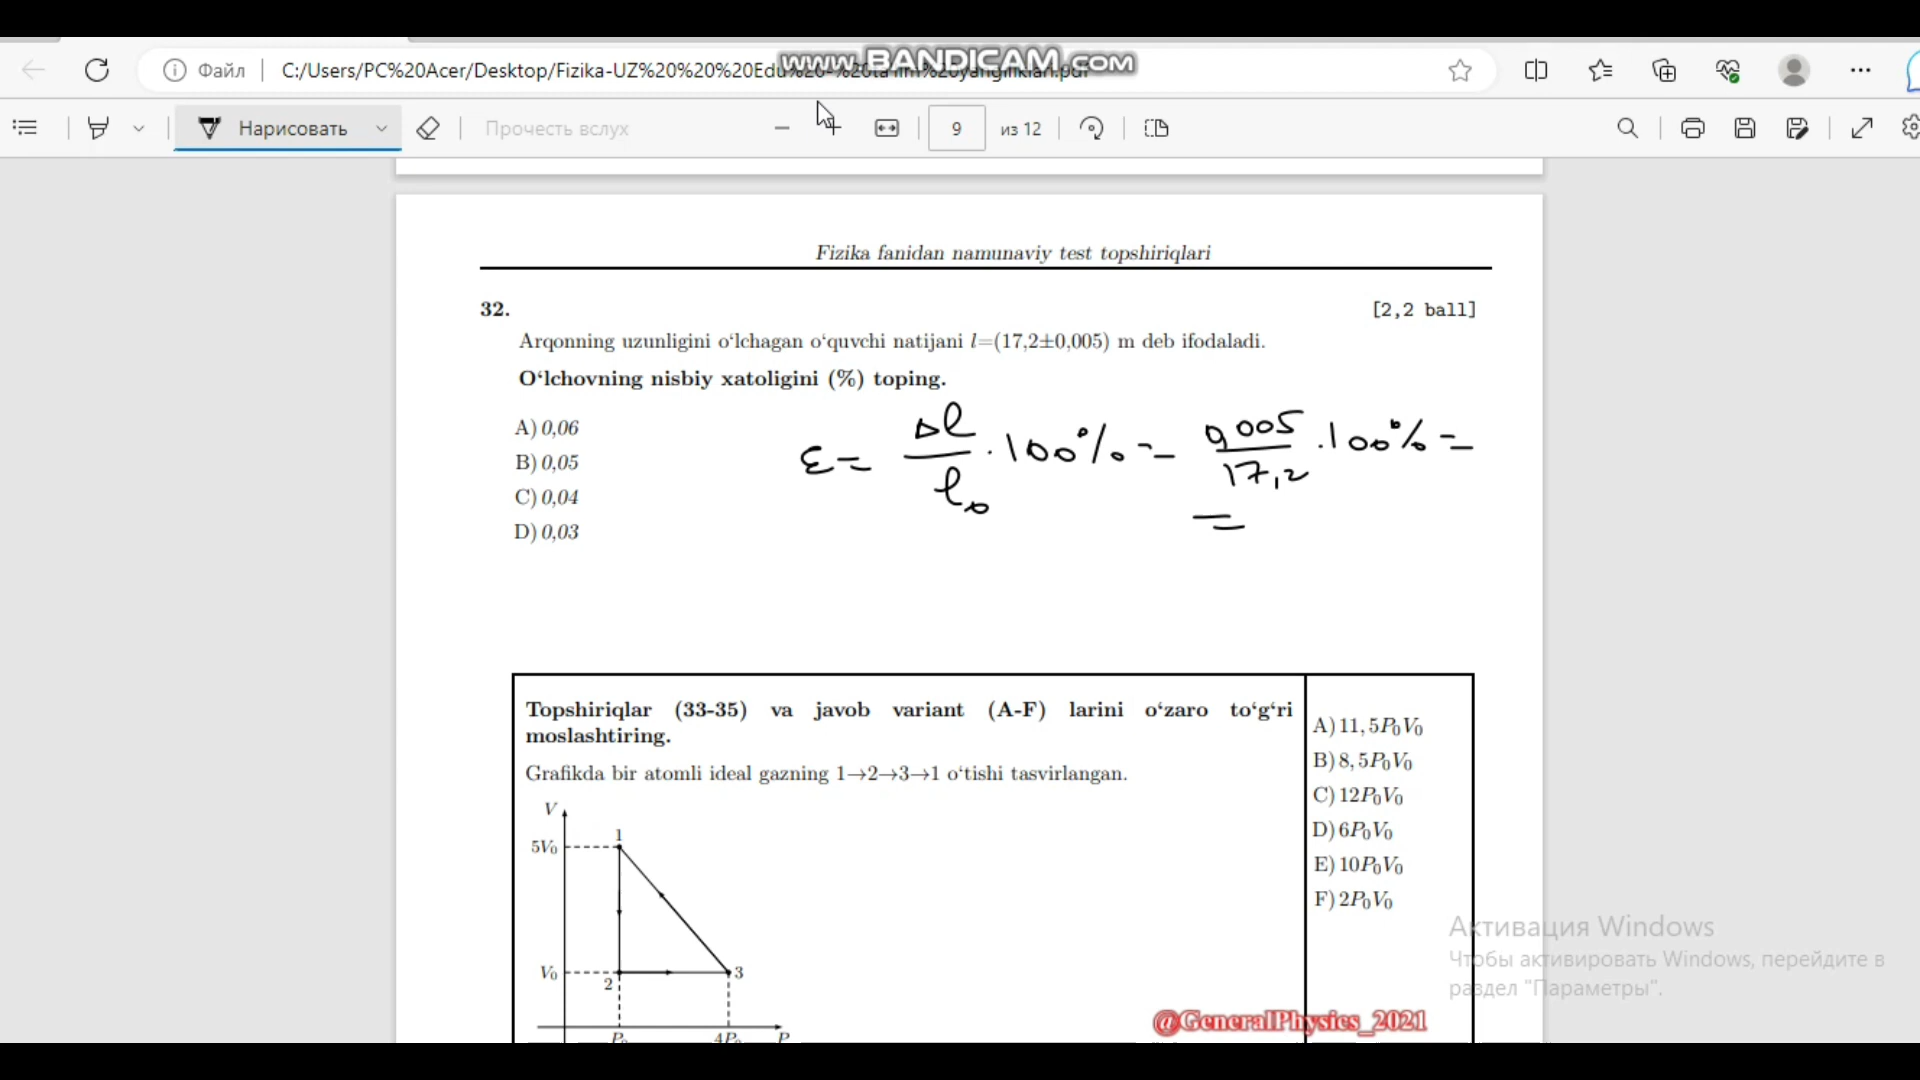 www.BANDICAM.com
Файл C:/Users/PC%20Acer/Desktop/Fizika-UZ%20%20%20Edu
Нарисовать Прочесть вслух 9 из 12
Fizika fanidan namunaviy test topshiriqlari
32. [2,2 ball]
Arqonning uzunligini o‘lchagan o‘quvchi natijani l=(17,2±0,005) m deb ifodaladi.
O‘lchovning nisbiy xatoligini (%) toping.
A) 0,06
B) 0,05
C) 0,04
D) 0,03
ε = Δl/l₀ · 100% = 0,005/17,2 · 100% =
=
Topshiriqlar (33-35) va javob variant (A-F) larini o‘zaro to‘g‘ri
moslashtiring.
Grafikda bir atomli ideal gazning 1→2→3→1 o‘tishi tasvirlangan.
V
1
5V₀
V₀
2
3
P₀ 4P₀ P
A) 11, 5P₀V₀
B) 8, 5P₀V₀
C) 12P₀V₀
D) 6P₀V₀
E) 10P₀V₀
F) 2P₀V₀
Активация Windows
Чтобы активировать Windows, перейдите в
раздел "Параметры".
@GeneralPhysics_2021